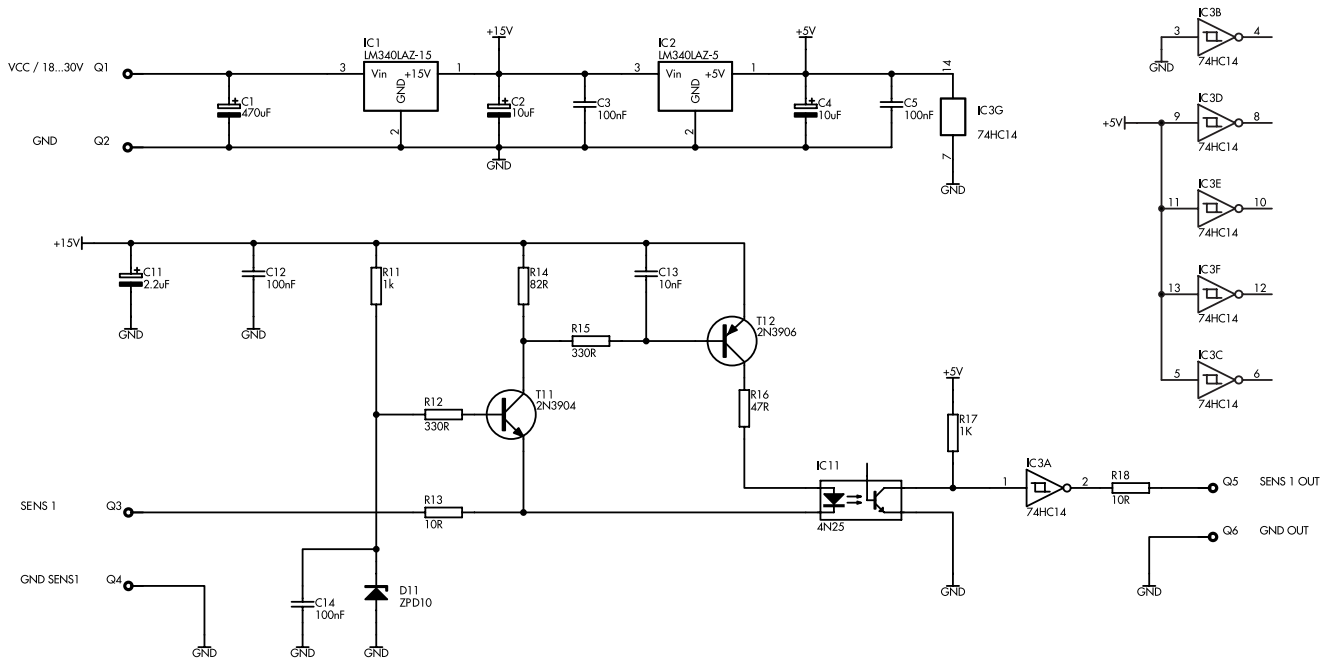 VCC / 18...30V Q1
GND Q2
C1
470uF
IC1
LM340LAZ-15
3 Vin +15V 1
GND
2
+15V
C2
10uF
GND
C3
100nF
IC2
LM340LAZ-5
3 Vin +5V 1
GND
2
+5V
C4
10uF
C5
100nF
14
IC3G
74HC14
7
GND
IC3B
3 4
GND
74HC14
+5V
IC3D
9 8
74HC14
IC3E
11 10
74HC14
IC3F
13 12
74HC14
IC3C
5 6
74HC14
+15V
C11
2.2uF
GND
C12
100nF
GND
R11
1k
R14
82R
C13
10nF
R15
330R
T12
2N3906
T11
2N3904
R12
330R
R16
47R
+5V
R17
1K
IC11
4N25
GND
IC3A
1 2
74HC14
R18
10R
Q5 SENS 1 OUT
Q6 GND OUT
GND
SENS 1 Q3
R13
10R
GND SENS1 Q4
GND
C14
100nF
GND
D11
ZPD10
GND